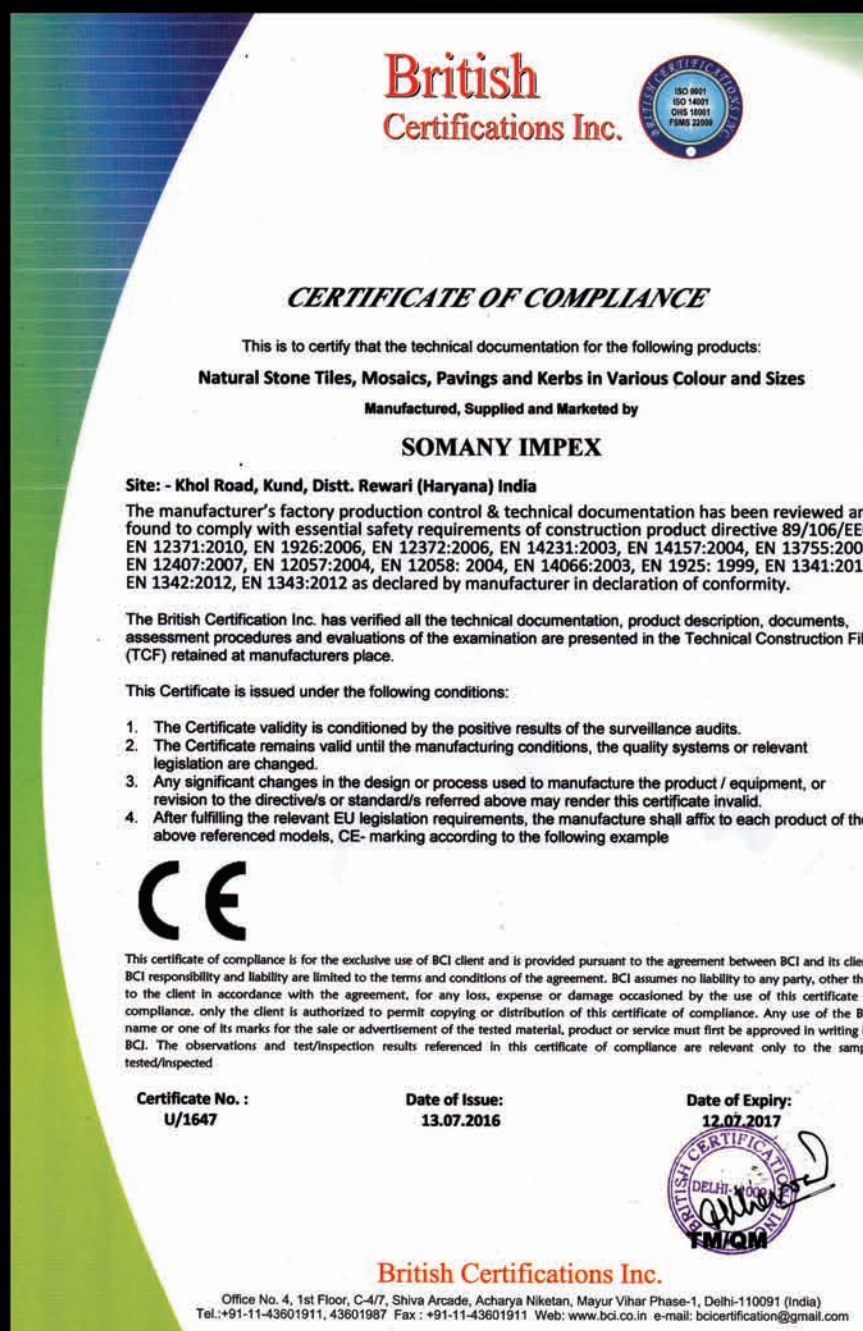 British
Certifications Inc.
BRITISH CERTIFICATIONS INC
ISO 9001
ISO 14001
OHS 18001
FSMS 22000
CERTIFICATE OF COMPLIANCE
This is to certify that the technical documentation for the following products:
Natural Stone Tiles, Mosaics, Pavings and Kerbs in Various Colour and Sizes
Manufactured, Supplied and Marketed by
SOMANY IMPEX
Site: - Khol Road, Kund, Distt. Rewari (Haryana) India
The manufacturer's factory production control & technical documentation has been reviewed
found to comply with essential safety requirements of construction product directive
EN 12371:2010, EN 1926:2006, EN 12372:2006, EN 14231:2003, EN 14157:2004, EN
EN 12407:2007, EN 12057:2004, EN 12058: 2004, EN 14066:2003, EN 1925: 1999, EN
EN 1342:2012, EN 1343:2012 as declared by manufacturer in declaration of conformity.
The British Certification Inc. has verified all the technical documentation, product description, documents,
assessment procedures and evaluations of the examination are presented in the Technical Construction
(TCF) retained at manufacturers place.
This Certificate is issued under the following conditions:
1. The Certificate validity is conditioned by the positive results of the surveillance audits.
2. The Certificate remains valid until the manufacturing conditions, the quality systems or relevant
legislation are changed.
3. Any significant changes in the design or process used to manufacture the product / equipment, or
revision to the directive/s or standard/s referred above may render this certificate invalid.
4. After fulfilling the relevant EU legislation requirements, the manufacture shall affix to each product of the
above referenced models, CE- marking according to the following example
CE
This certificate of compliance is for the exclusive use of BCI client and is provided pursuant to the agreement between BCI and its
BCI responsibility and liability are limited to the terms and conditions of the agreement. BCI assumes no liability to any party, other
to the client in accordance with the agreement, for any loss, expense or damage occasioned by the use of this certificate
compliance. only the client is authorized to permit copying or distribution of this certificate of compliance. Any use of the
name or one of its marks for the sale or advertisement of the tested material, product or service must first be approved in writing
BCI. The observations and test/inspection results referenced in this certificate of compliance are relevant only to the
tested/inspected
Certificate No. : Date of Issue: Date of Expiry:
U/1647 13.07.2016 12.07.2017
BRITISH CERTIFICATIONS INC
DELHI-
TM/QM
British Certifications Inc.
Office No. 4, 1st Floor, C-4/7, Shiva Arcade, Acharya Niketan, Mayur Vihar Phase-1, Delhi-110091 (India)
Tel.:+91-11-43601911, 43601987 Fax : +91-11-43601911 Web: www.bci.co.in e-mail: bcicertification@gmail.com